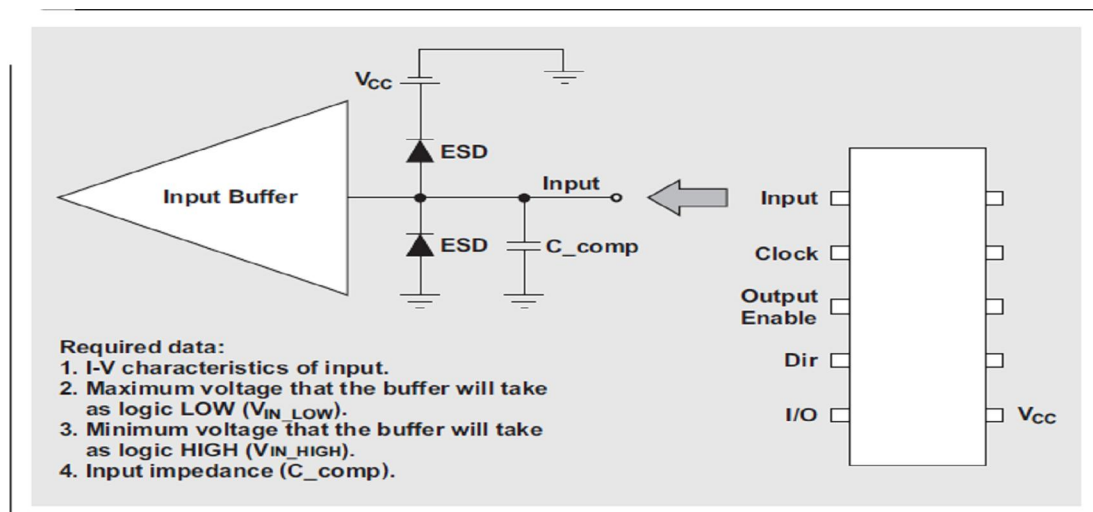 VCC
ESD
Input Buffer
Input
ESD
C_comp
Required data:
1. I-V characteristics of input.
2. Maximum voltage that the buffer will take
as logic LOW (VIN_LOW).
3. Minimum voltage that the buffer will take
as logic HIGH (VIN_HIGH).
4. Input impedance (C_comp).
Input
Clock
Output
Enable
Dir
I/O
VCC